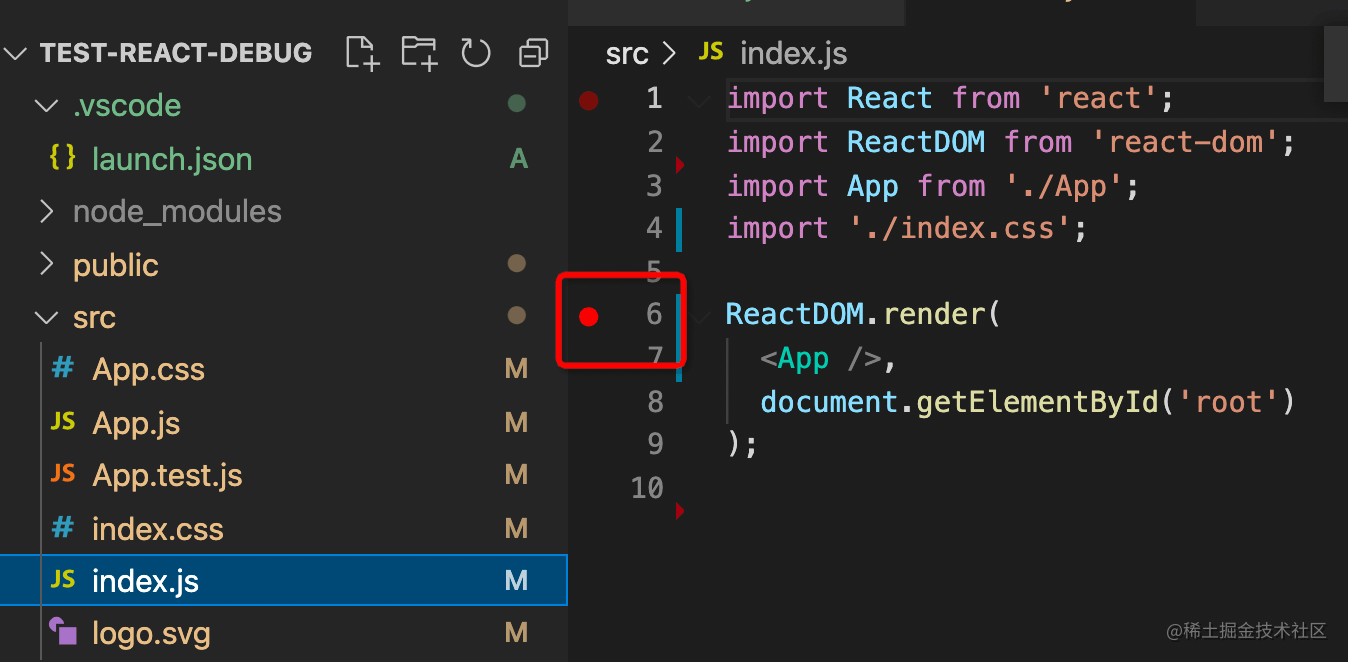 TEST-REACT-DEBUG
.vscode
{} launch.json A
node_modules
public
src
# App.css M
JS App.js M
JS App.test.js M
# index.css M
JS index.js M
logo.svg M
src > JS index.js
1 import React from 'react';
2 import ReactDOM from 'react-dom';
3 import App from './App';
4 import './index.css';
5
6 ReactDOM.render(
7 <App />,
8 document.getElementById('root')
9 );
10
@稀土掘金技术社区